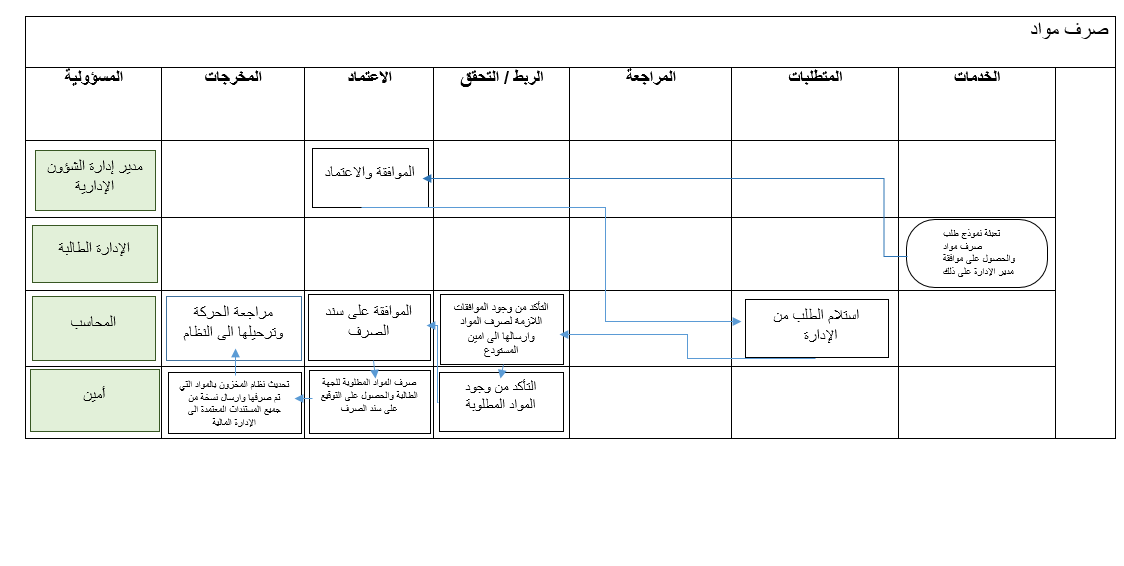 صرف مواد
الخدمات
المتطلبات
المراجعة
الربط / التحقق
الاعتماد
المخرجات
المسؤولية
الموافقة والاعتماد
مدير إدارة الشؤون
الإدارية
تعبئة نموذج طلب
صرف مواد
والحصول على موافقة
مدير الإدارة على ذلك
الإدارة الطالبة
استلام الطلب من
الإدارة
التأكد من وجود الموافقات
اللازمة لصرف المواد
وارسالها الى امين
المستودع
الموافقة على سند
الصرف
مراجعة الحركة
وترحيلها الى النظام
المحاسب
التأكد من وجود
المواد المطلوبة
صرف المواد المطلوبة للجهة
الطالبة والحصول على التوقيع
على سند الصرف
تحديث نظام المخزون بالمواد التي
تم صرفها وارسال نسخة من
جميع المستندات المعتمدة الى
الإدارة المالية
أمين